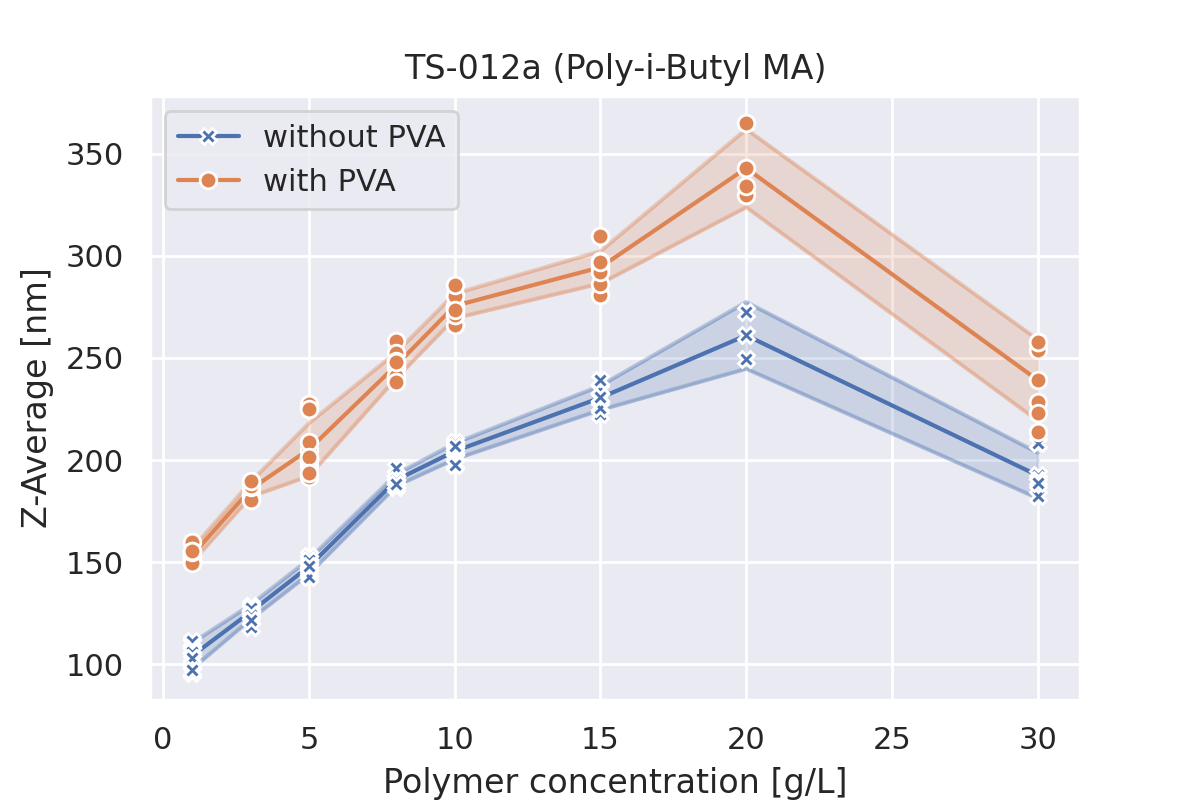 TS-012a (Poly-i-Butyl MA)
without PVA
with PVA
350
300
250
200
150
100
Z-Average [nm]
0 5 10 15 20 25 30
Polymer concentration [g/L]